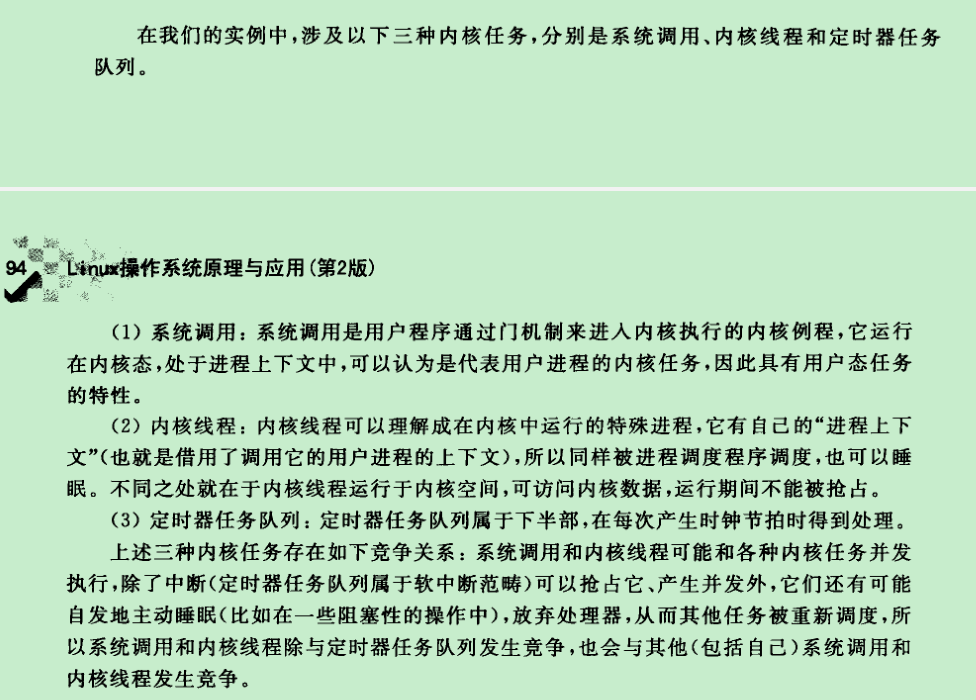 在我们的实例中,涉及以下三种内核任务,分别是系统调用、内核线程和定时器任务
队列。
94 Linux操作系统原理与应用(第2版)
(1) 系统调用: 系统调用是用户程序通过门机制来进入内核执行的内核例程,它运行
在内核态,处于进程上下文中,可以认为是代表用户进程的内核任务,因此具有用户态任务
的特性。
(2) 内核线程: 内核线程可以理解成在内核中运行的特殊进程,它有自己的“进程上下
文”(也就是借用了调用它的用户进程的上下文),所以同样被进程调度程序调度,也可以睡
眠。不同之处就在于内核线程运行于内核空间,可访问内核数据,运行期间不能被抢占。
(3) 定时器任务队列: 定时器任务队列属于下半部,在每次产生时钟节拍时得到处理。
上述三种内核任务存在如下竞争关系: 系统调用和内核线程可能和各种内核任务并发
执行,除了中断(定时器任务队列属于软中断范畴)可以抢占它、产生并发外,它们还有可能
自发地主动睡眠(比如在一些阻塞性的操作中),放弃处理器,从而其他任务被重新调度,所
以系统调用和内核线程除与定时器任务队列发生竞争,也会与其他(包括自己)系统调用和
内核线程发生竞争。